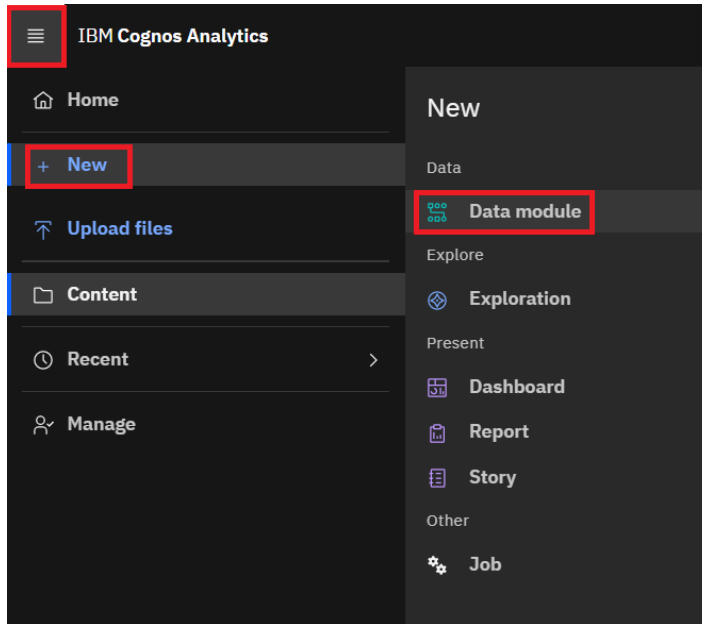 IBM Cognos Analytics
Home
New
Upload files
Content
Recent
Manage
New
Data
Data module
Explore
Exploration
Present
Dashboard
Report
Story
Other
Job